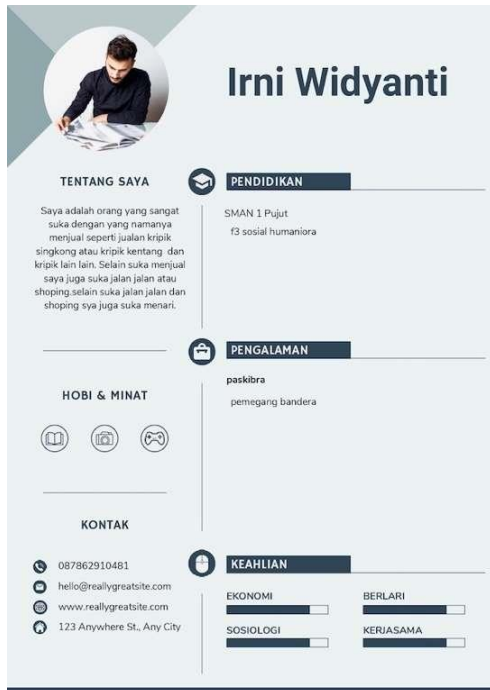 Irni Widyanti
TENTANG SAYA
Saya adalah orang yang sangat
suka dengan yang namanya
menjual seperti jualan kripik
singkong atau kripik kentang dan
kripik lain lain. Selain suka menjual
saya juga suka jalan jalan atau
shoping,selain suka jalan jalan dan
shoping sya juga suka menari.
HOBI & MINAT
KONTAK
087862910481
hello@reallygreatsite.com
www.reallygreatsite.com
123 Anywhere St., Any City
PENDIDIKAN
SMAN 1 Pujut
f3 sosial humaniora
PENGALAMAN
paskibra
pemegang bandera
KEAHLIAN
EKONOMI
BERLARI
SOSIOLOGI
KERJASAMA